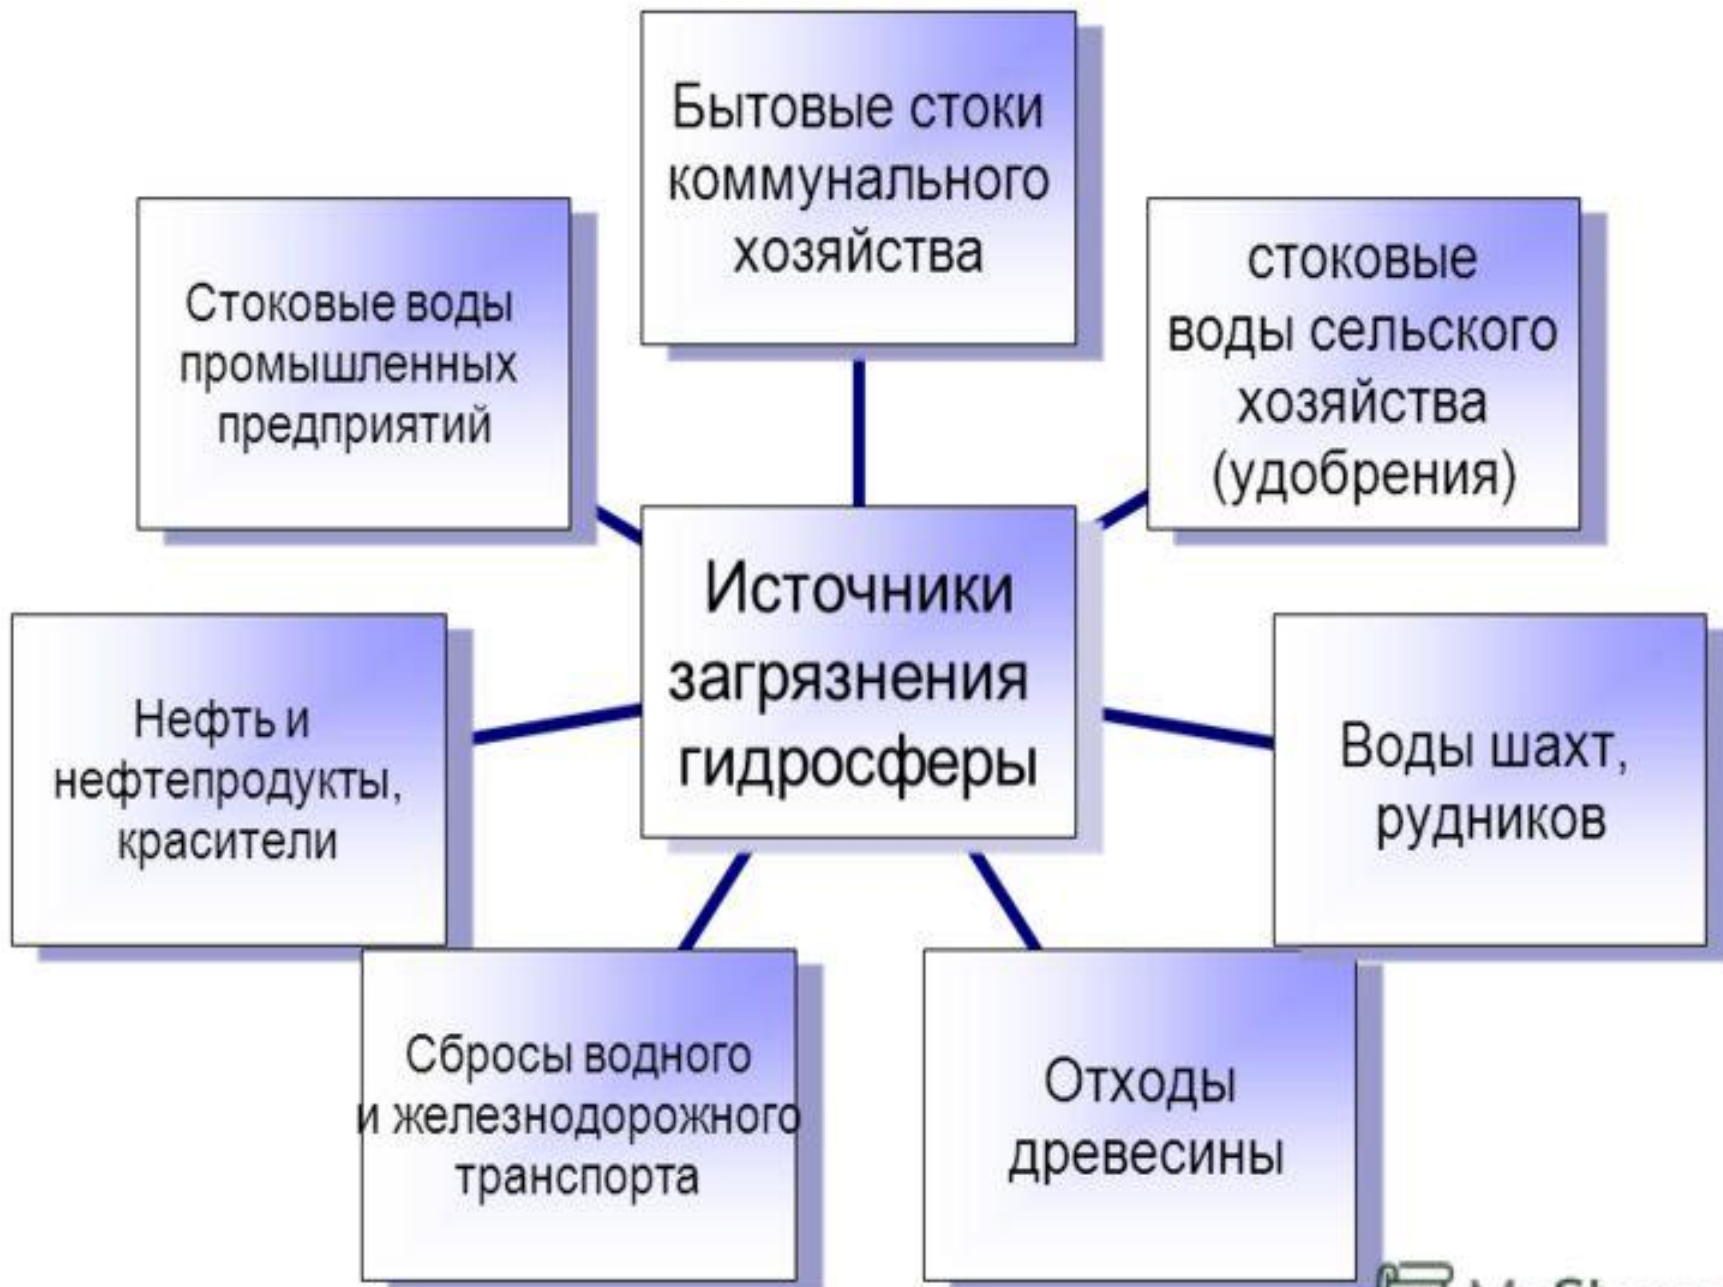 Бытовые стоки
коммунального
хозяйства
стоковые
воды сельского
хозяйства
(удобрения)
Стоковые воды
промышленных
предприятий
Источники
загрязнения
гидросферы
Воды шахт,
рудников
Нефть и
нефтепродукты,
красители
Сбросы водного
и железнодорожного
транспорта
Отходы
древесины